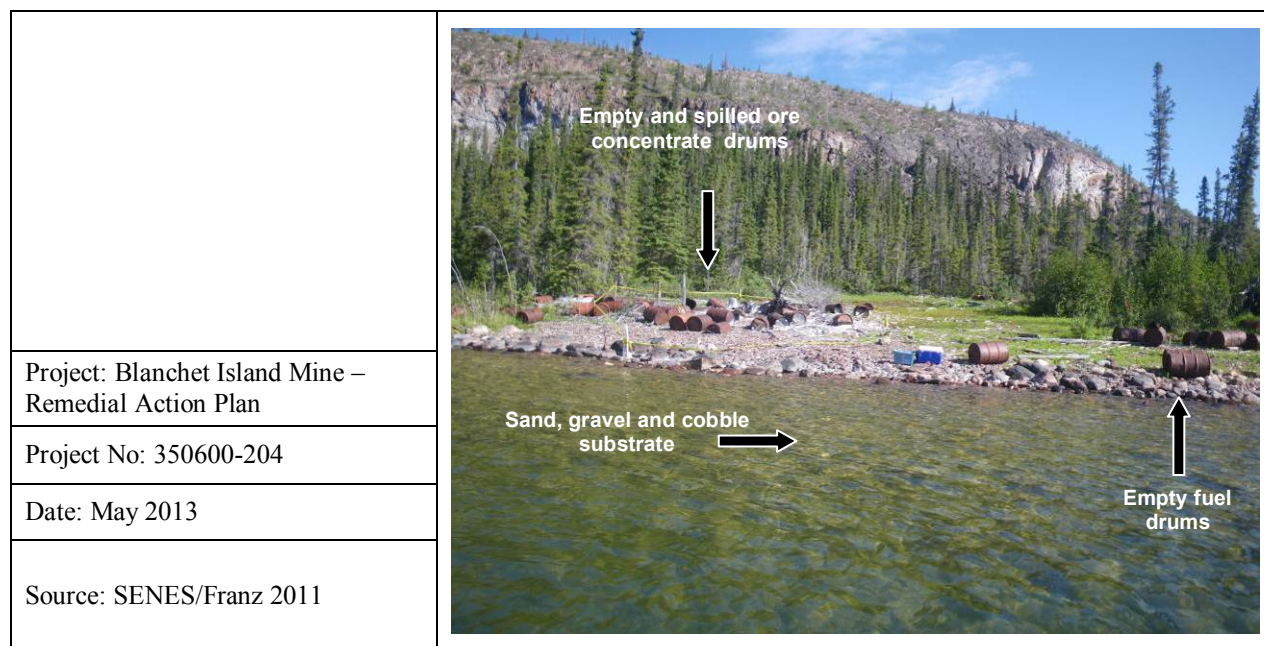 Project: Blanchet Island Mine –
Remedial Action Plan
Project No: 350600-204
Date: May 2013
Source: SENES/Franz 2011
Empty and spilled ore
concentrate drums
Sand, gravel and cobble
substrate
Empty fuel
drums